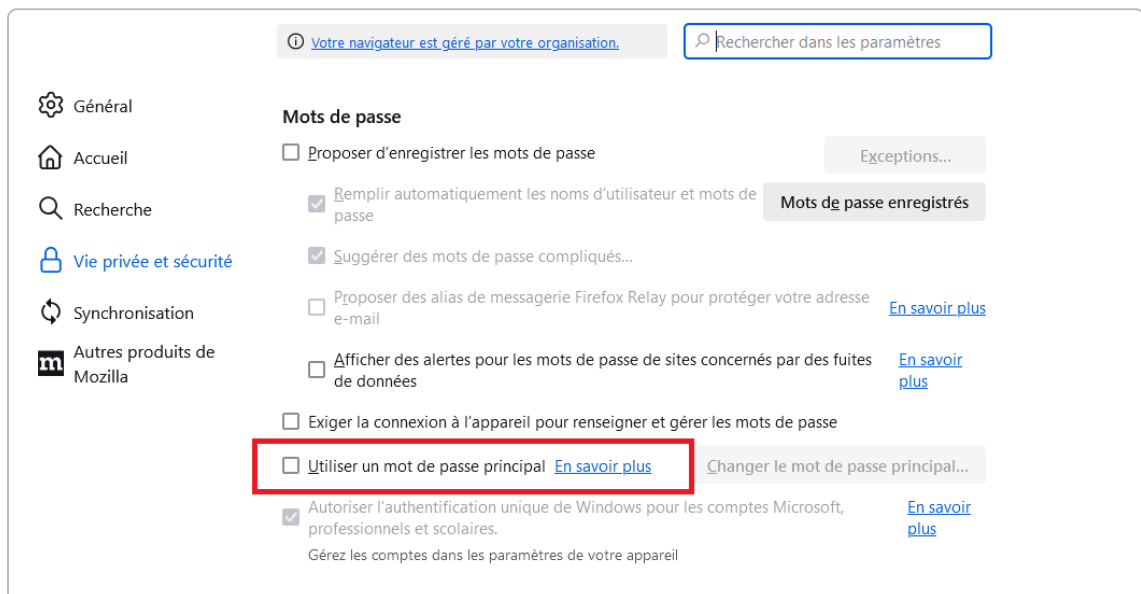 Votre navigateur est géré par votre organisation.
Rechercher dans les paramètres
Général
Accueil
Recherche
Vie privée et sécurité
Synchronisation
Autres produits de
Mozilla
m
Mots de passe
Proposer d’enregistrer les mots de passe
Exceptions...
Remplir automatiquement les noms d’utilisateur et mots de
passe
Mots de passe enregistrés
Suggérer des mots de passe compliqués…
Proposer des alias de messagerie Firefox Relay pour protéger votre adresse
e-mail
En savoir plus
Afficher des alertes pour les mots de passe de sites concernés par des fuites
de données
En savoir
plus
Exiger la connexion à l’appareil pour renseigner et gérer les mots de passe
Utiliser un mot de passe principal En savoir plus
Changer le mot de passe principal...
Autoriser l’authentification unique de Windows pour les comptes Microsoft,
professionnels et scolaires.
En savoir
plus
Gérez les comptes dans les paramètres de votre appareil